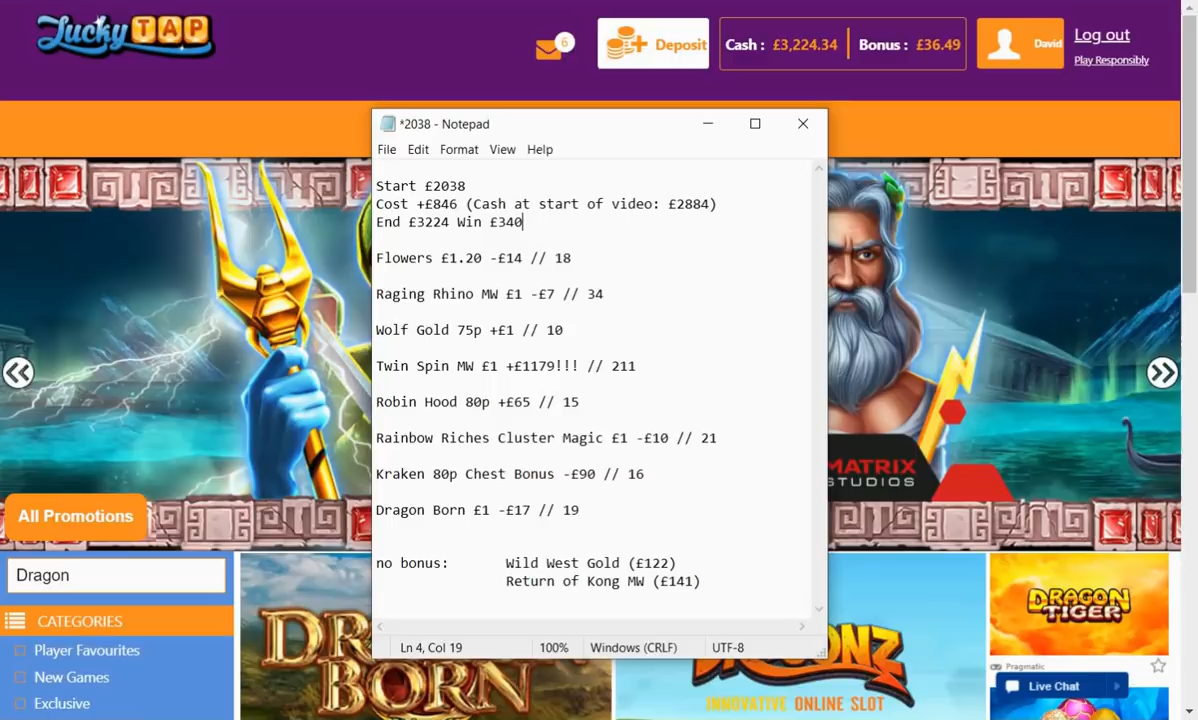 Lucky TAP
6
Deposit
Cash : £3,224.34
Bonus : £36.49
David
Log out
Play Responsibly
*2038 - Notepad
File Edit Format View Help
Start £2038
Cost +£846 (Cash at start of video: £2884)
End £3224 Win £340
Flowers £1.20 -£14 // 18
Raging Rhino MW £1 -£7 // 34
Wolf Gold 75p +£1 // 10
Twin Spin MW £1 +£1179!!! // 211
Robin Hood 80p +£65 // 15
Rainbow Riches Cluster Magic £1 -£10 // 21
Kraken 80p Chest Bonus -£90 // 16
Dragon Born £1 -£17 // 19
no bonus: Wild West Gold (£122)
Return of Kong MW (£141)
Ln 4, Col 19 100% Windows (CRLF) UTF-8
MATRIX
STUDIOS
All Promotions
Dragon
CATEGORIES
Player Favourites
New Games
Exclusive
BORN
INNOVATIVE ONLINE SLOT
DRAGON
TIGER
Pragmatic
Live Chat